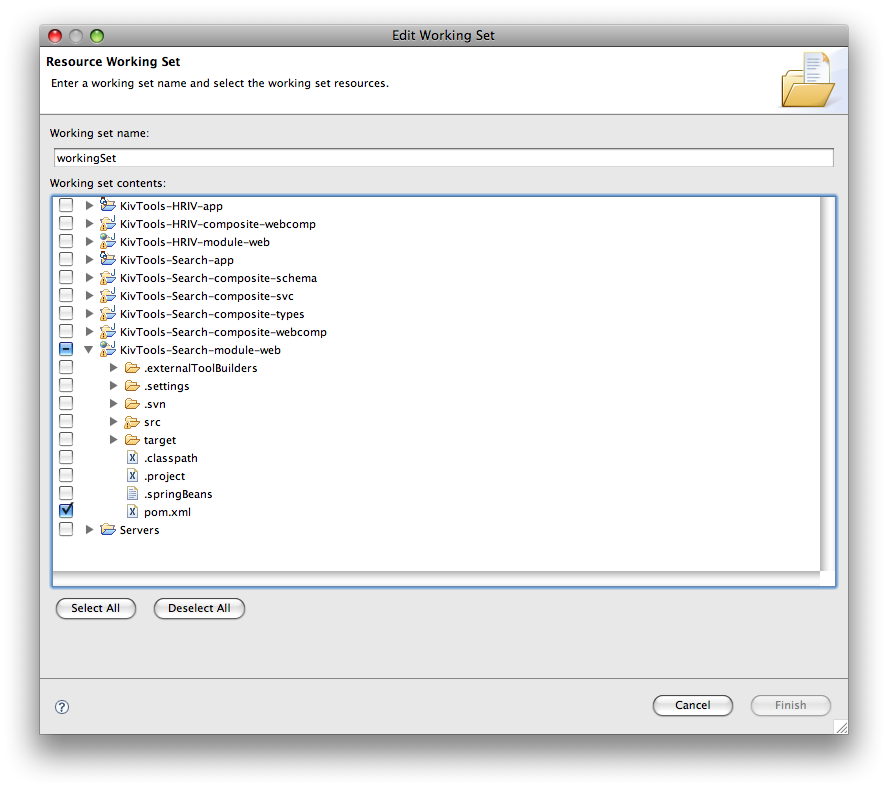 Edit Working Set
Resource Working Set
Enter a working set name and select the working set resources.
Working set name:
workingSet
Working set contents:
KivTools-HRIV-app
KivTools-HRIV-composite-webcomp
KivTools-HRIV-module-web
KivTools-Search-app
KivTools-Search-composite-schema
KivTools-Search-composite-svc
KivTools-Search-composite-types
KivTools-Search-composite-webcomp
KivTools-Search-module-web
.externalToolBuilders
.settings
.svn
src
target
.classpath
.project
.springBeans
pom.xml
Servers
Select All Deselect All
? Cancel Finish